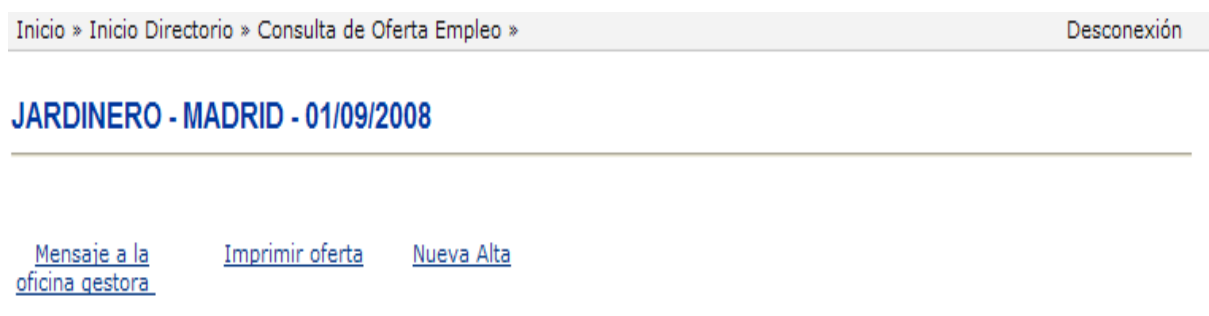 Inicio » Inicio Directorio » Consulta de Oferta Empleo » Desconexión
JARDINERO - MADRID - 01/09/2008
Mensaje a la Imprimir oferta Nueva Alta
oficina gestora